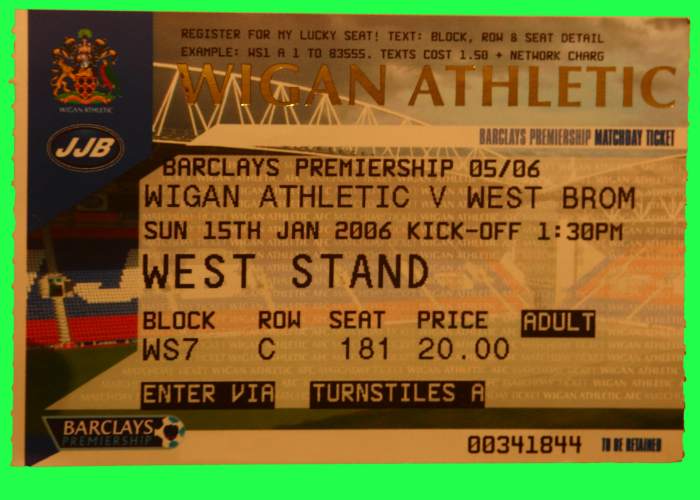 REGISTER FOR MY LUCKY SEAT! TEXT: BLOCK, ROW & SEAT DETAIL
EXAMPLE: WS1 A 1 TO 83555. TEXTS COST 1.50 + NETWORK CHARG
WIGAN ATHLETIC
WIGAN ATHLETIC
JJB
BARCLAYS PREMIERSHIP MATCHDAY TICKET
BARCLAYS PREMIERSHIP 05/06
WIGAN ATHLETIC V WEST BROM
SUN 15TH JAN 2006 KICK-OFF 1:30PM
WEST STAND
BLOCK ROW SEAT PRICE ADULT
WS7 C 181 20.00
ENTER VIA TURNSTILES A
BARCLAYS
PREMIERSHIP
00341844 TO BE RETAINED